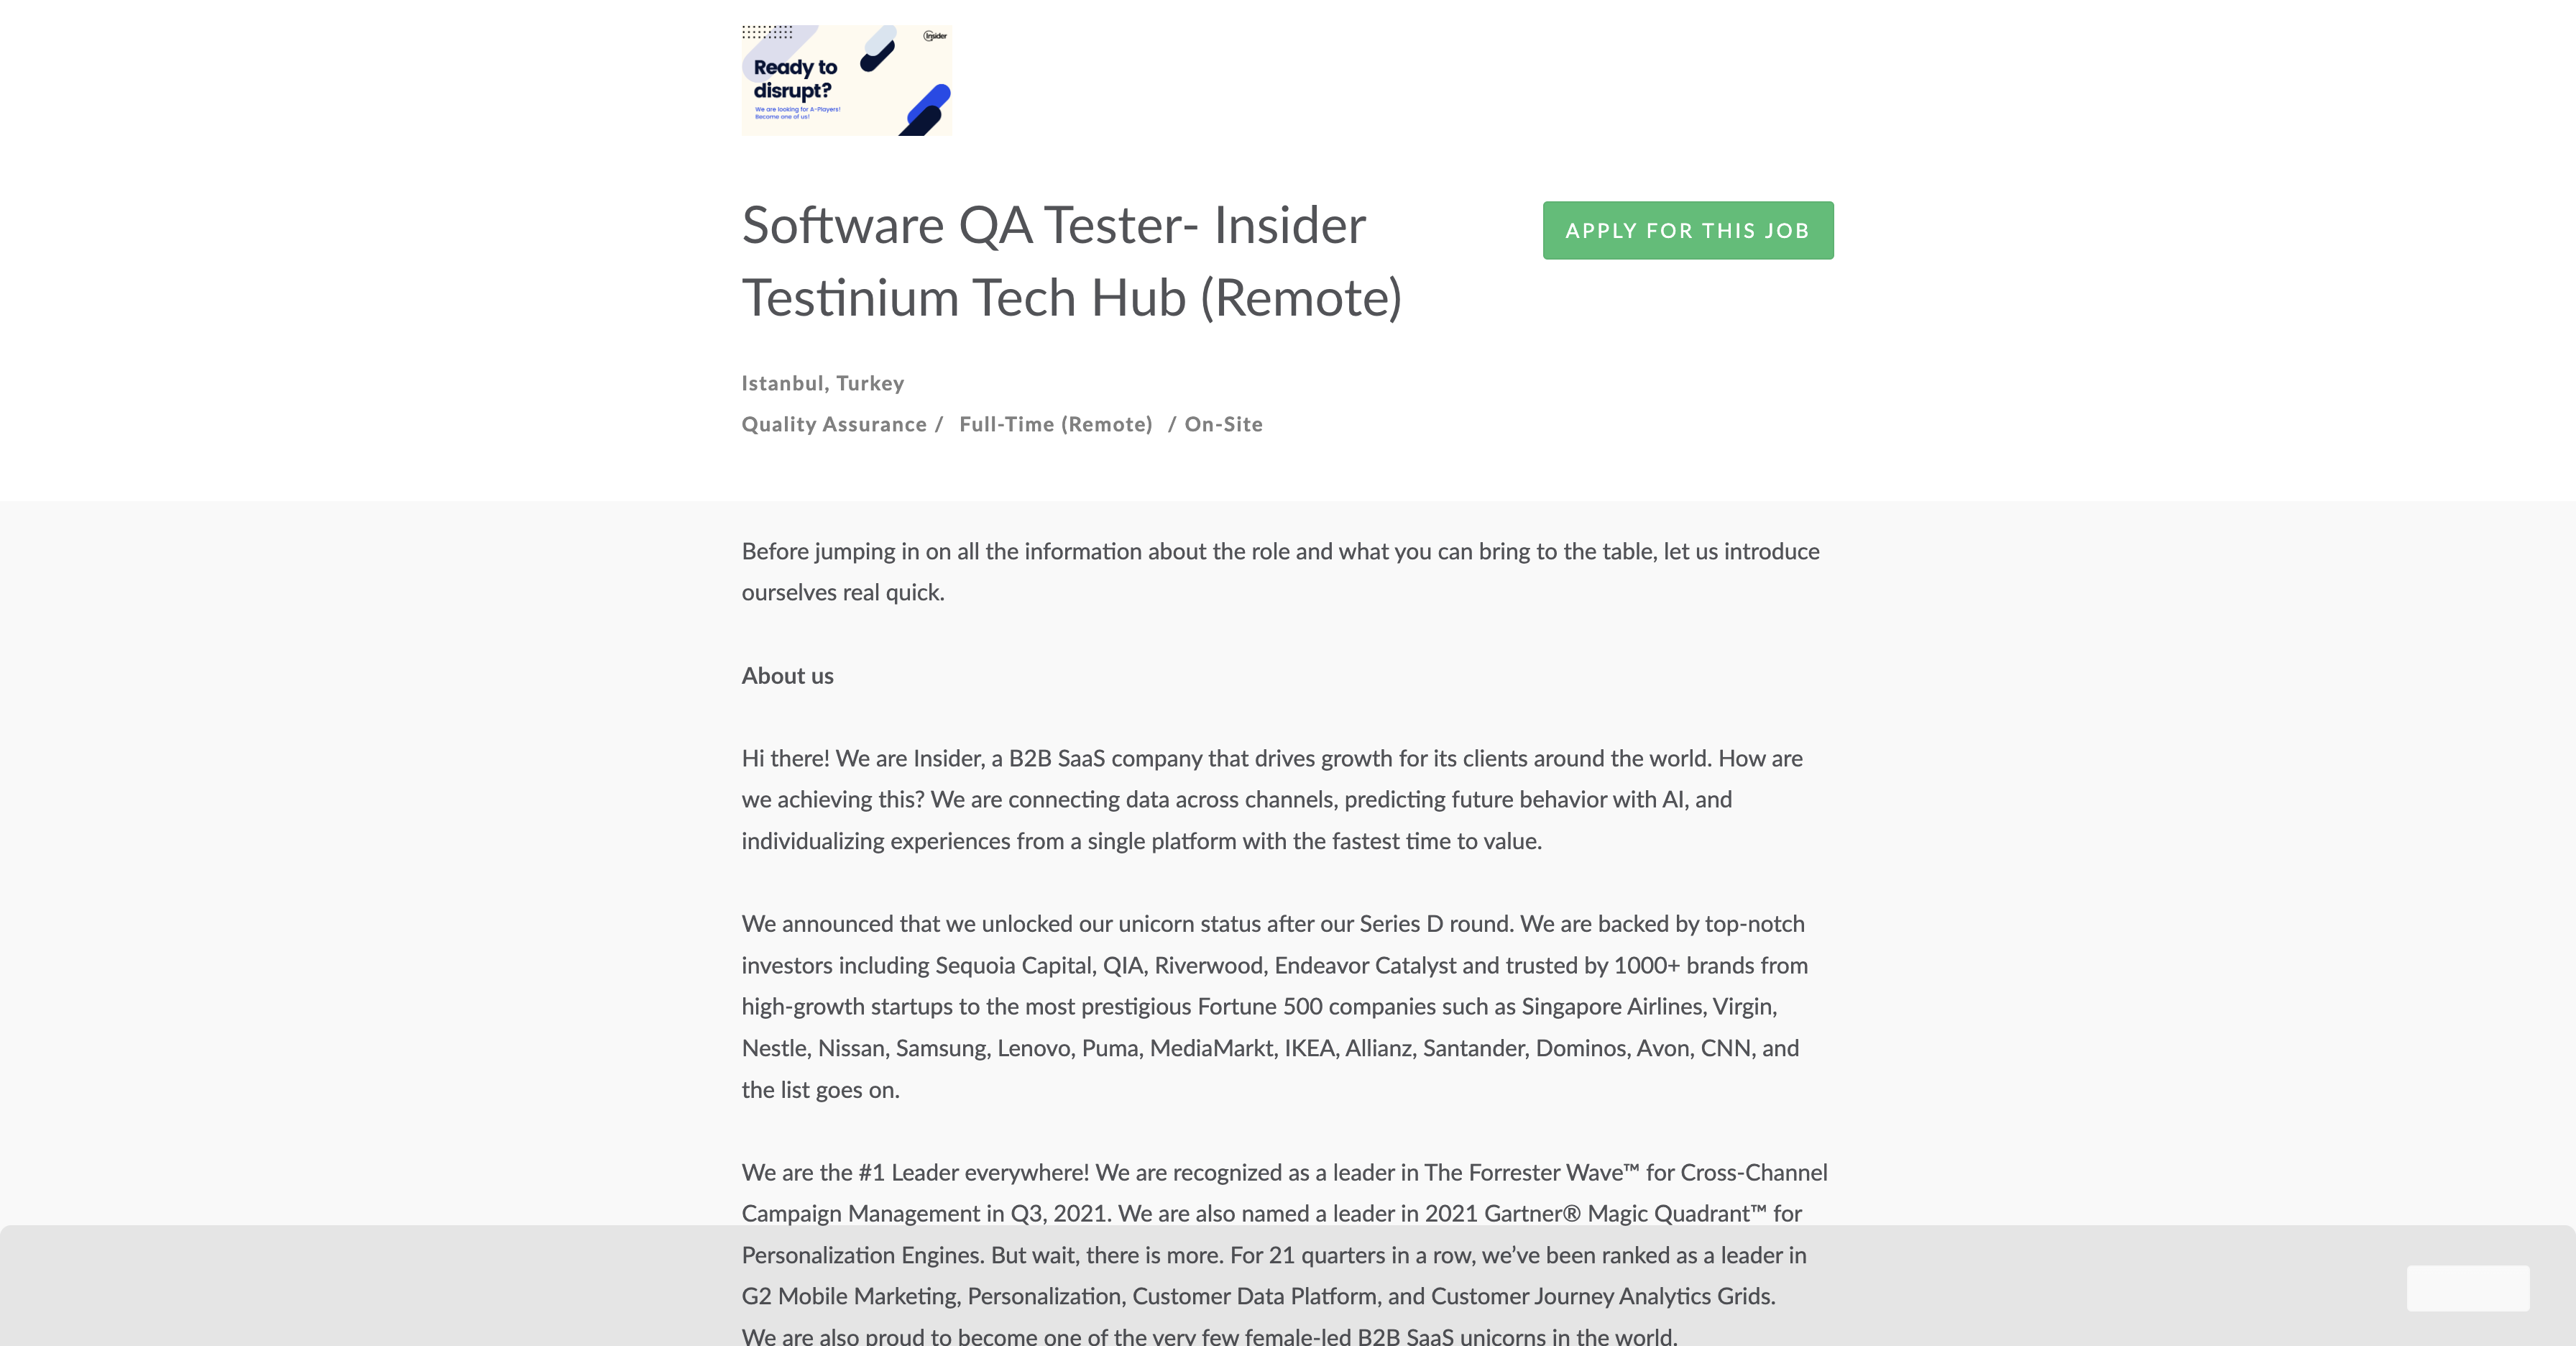 Insider
Ready to
disrupt?
We are looking for A-Players!
Become one of us!
Software QA Tester- Insider
Testinium Tech Hub (Remote)
APPLY FOR THIS JOB
Istanbul, Turkey
Quality Assurance / Full-Time (Remote) / On-Site
Before jumping in on all the information about the role and what you can bring to the table, let us introduce
ourselves real quick.
About us
Hi there! We are Insider, a B2B SaaS company that drives growth for its clients around the world. How are
we achieving this? We are connecting data across channels, predicting future behavior with AI, and
individualizing experiences from a single platform with the fastest time to value.
We announced that we unlocked our unicorn status after our Series D round. We are backed by top-notch
investors including Sequoia Capital, QIA, Riverwood, Endeavor Catalyst and trusted by 1000+ brands from
high-growth startups to the most prestigious Fortune 500 companies such as Singapore Airlines, Virgin,
Nestle, Nissan, Samsung, Lenovo, Puma, MediaMarkt, IKEA, Allianz, Santander, Dominos, Avon, CNN, and
the list goes on.
We are the #1 Leader everywhere! We are recognized as a leader in The Forrester Wave™ for Cross-Channel
Campaign Management in Q3, 2021. We are also named a leader in 2021 Gartner® Magic Quadrant™ for
Personalization Engines. But wait, there is more. For 21 quarters in a row, we’ve been ranked as a leader in
G2 Mobile Marketing, Personalization, Customer Data Platform, and Customer Journey Analytics Grids.
We are also proud to become one of the very few female-led B2B SaaS unicorns in the world.